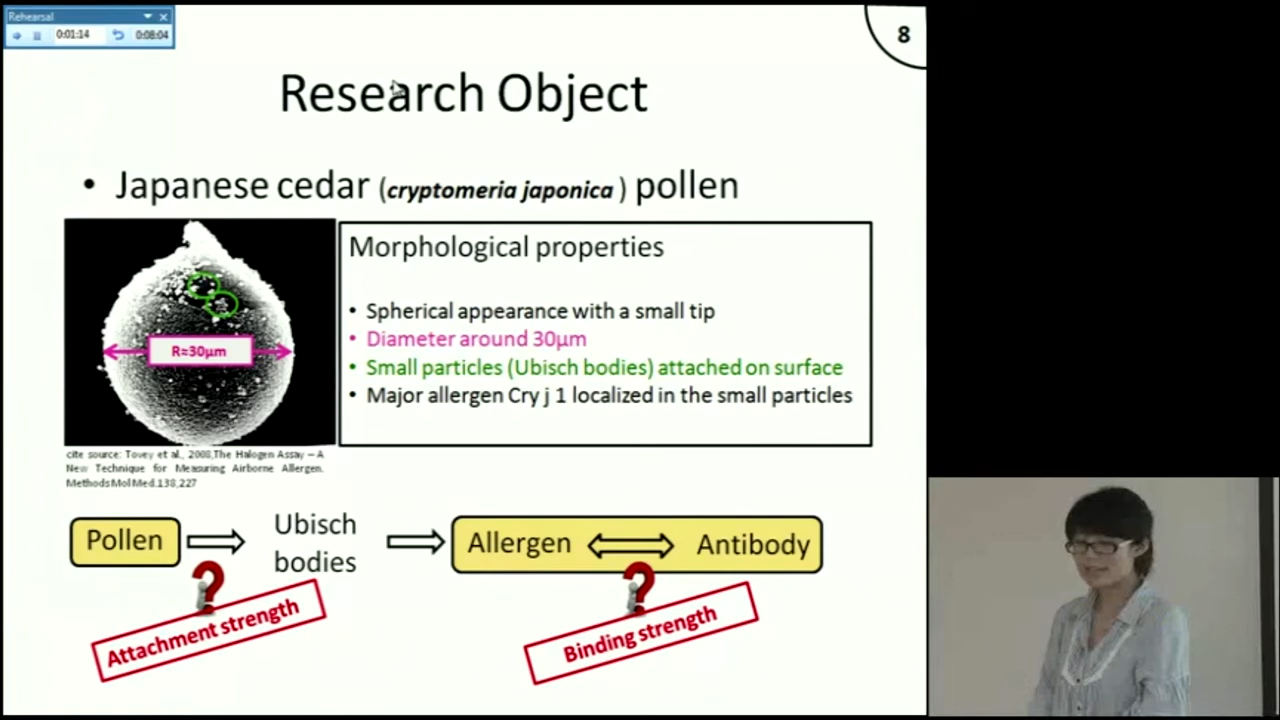 Rehearsal
0:01:14
0:08:04
8
Research Object
• Japanese cedar (cryptomeria japonica ) pollen
R≈30μm
Morphological properties
• Spherical appearance with a small tip
• Diameter around 30μm
• Small particles (Ubisch bodies) attached on surface
• Major allergen Cry j 1 localized in the small particles
cite source: Tovey et al., 2008,The Halogen Assay – A
New Technique for Measuring Airborne Allergen.
Methods Mol Med.138,227
Pollen
Ubisch
bodies
Allergen
Antibody
?
?
Attachment strength
Binding strength